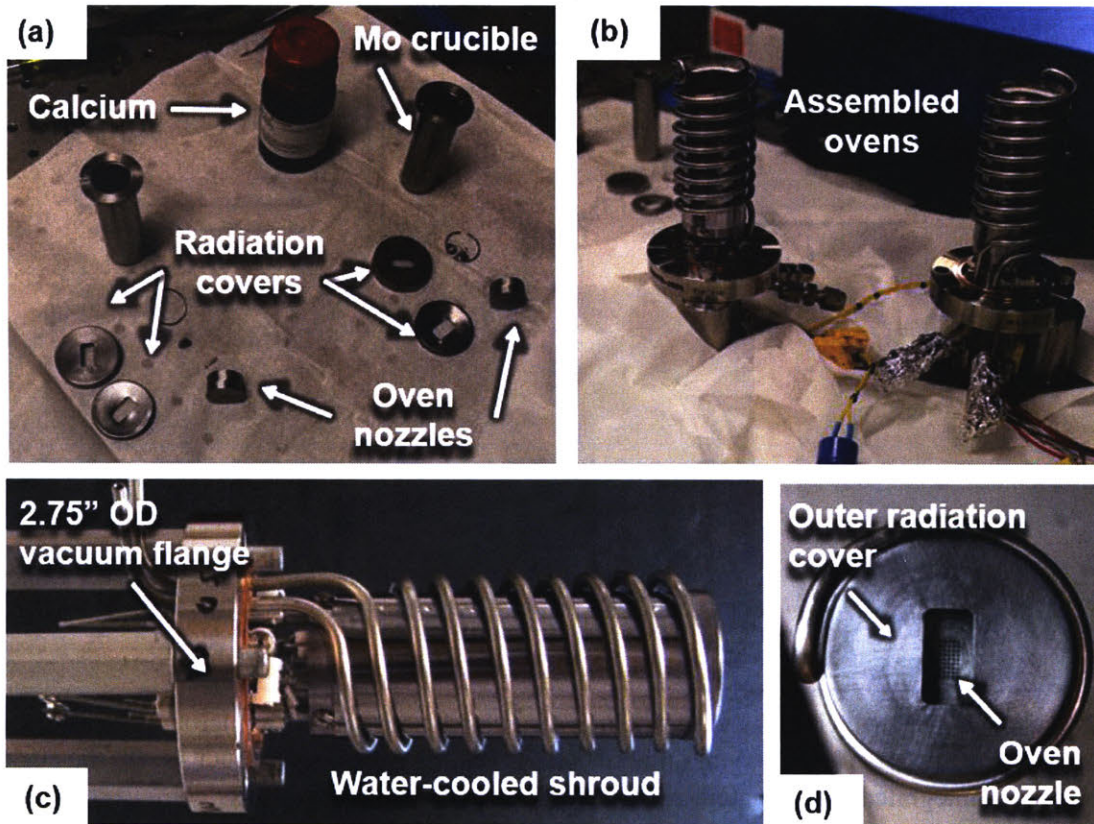 (a)
Calcium
Mo crucible
Radiation
covers
Oven
nozzles
(b)
Assembled
ovens
2.75” OD
vacuum flange
Water-cooled shroud
(c)
Outer radiation
cover
Oven
nozzle
(d)